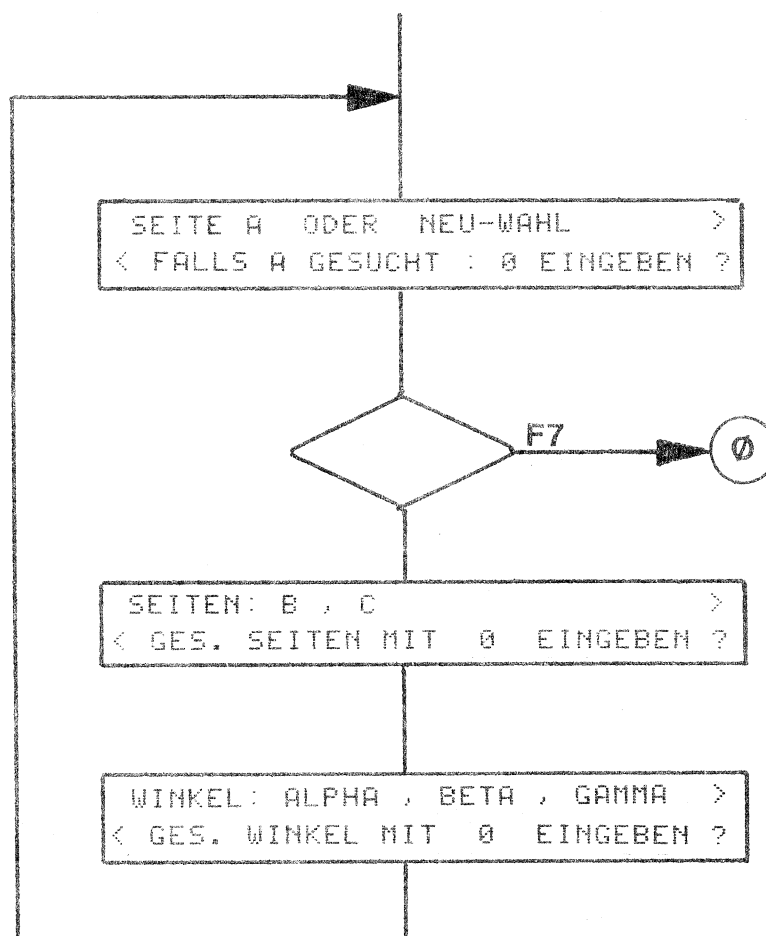 SEITE A ODER NEU-WAHL >
< FALLS A GESUCHT : 0 EINGEBEN ?
F7
0
SEITEN: B , C >
< GES. SEITEN MIT 0 EINGEBEN ?
WINKEL: ALPHA , BETA , GAMMA >
< GES. WINKEL MIT 0 EINGEBEN ?